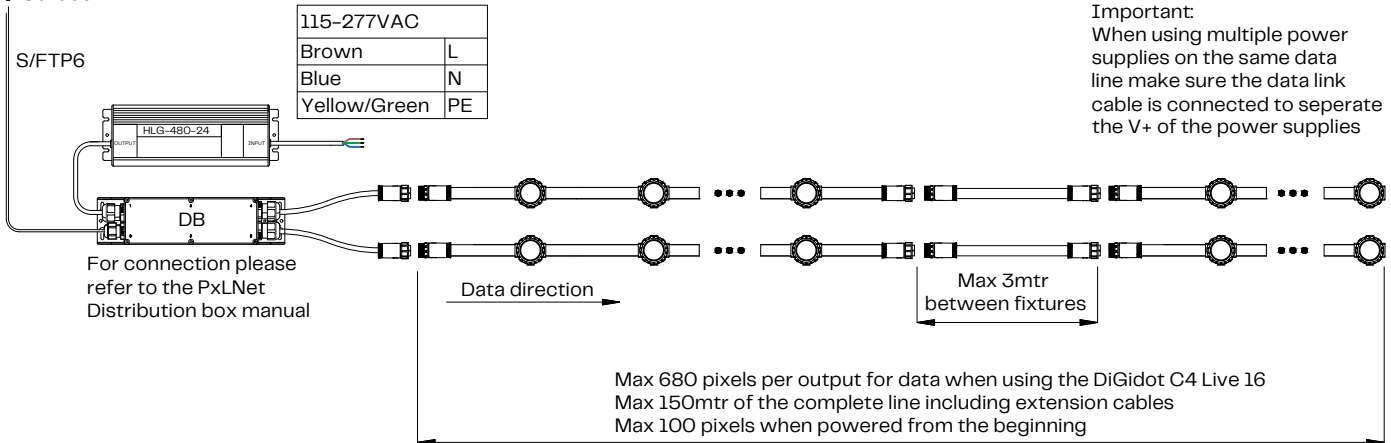 S/FTP6
115-277VAC
Brown L
Blue N
Yellow/Green PE
Important:
When using multiple power
supplies on the same data
line make sure the data link
cable is connected to seperate
the V+ of the power supplies
HLG-480-24
OUTPUT
INPUT
DB
For connection please
refer to the PxLNet
Distribution box manual
Data direction
Max 3mtr
between fixtures
Max 680 pixels per output for data when using the DiGidot C4 Live 16
Max 150mtr of the complete line including extension cables
Max 100 pixels when powered from the beginning